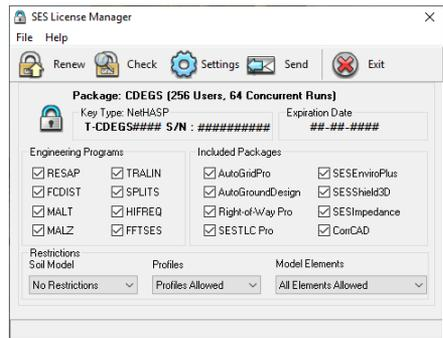 SES License Manager
File Help
Renew Check Settings Send Exit
Package: CDEGS (256 Users, 64 Concurrent Runs)
Key Type: NetHASP Expiration Date
T-CDEGS#### S/N : ########## ##-##-####
Engineering Programs Included Packages
RESAP TRALIN AutoGridPro SESEnviroPlus
FCDIST SPLITS AutoGroundDesign SESShield3D
MALT HIFREQ Right-of-Way Pro SESImpedance
MALZ FFTSES SESTLC Pro CorrCAD
Restrictions
Soil Model Profiles Model Elements
No Restrictions Profiles Allowed All Elements Allowed